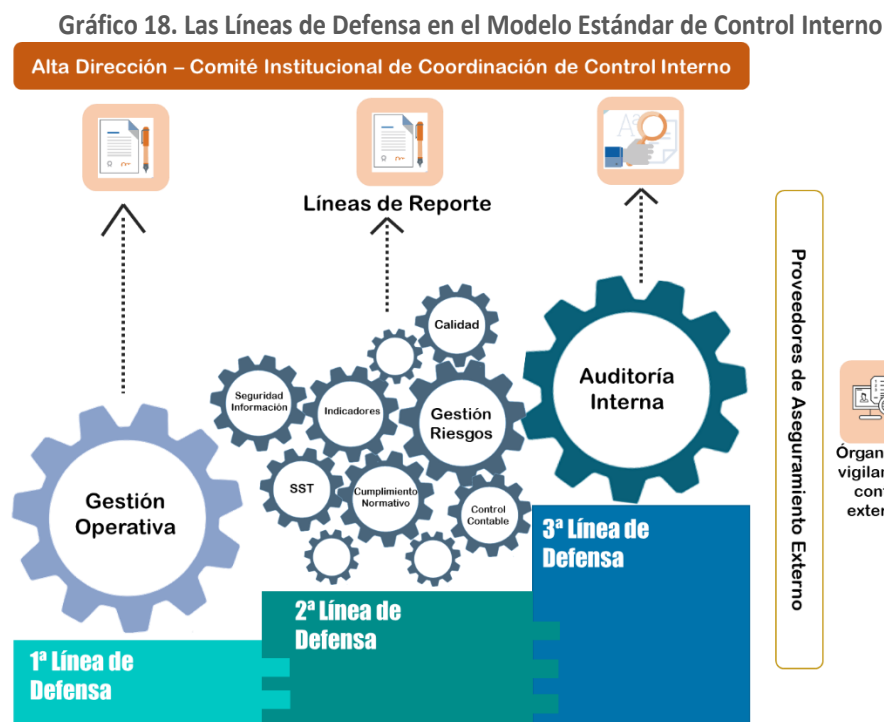 Gráfico 18. Las Líneas de Defensa en el Modelo Estándar de Control Interno
Alta Dirección – Comité Institucional de Coordinación de Control Interno
Líneas de Reporte
Calidad
Seguridad
Información
Indicadores
Gestión
Riesgos
SST
Cumplimiento
Normativo
Control
Contable
Gestión
Operativa
Auditoría
Interna
1ª Línea de
Defensa
2ª Línea de
Defensa
3ª Línea de
Defensa
Proveedores de Aseguramiento Externo